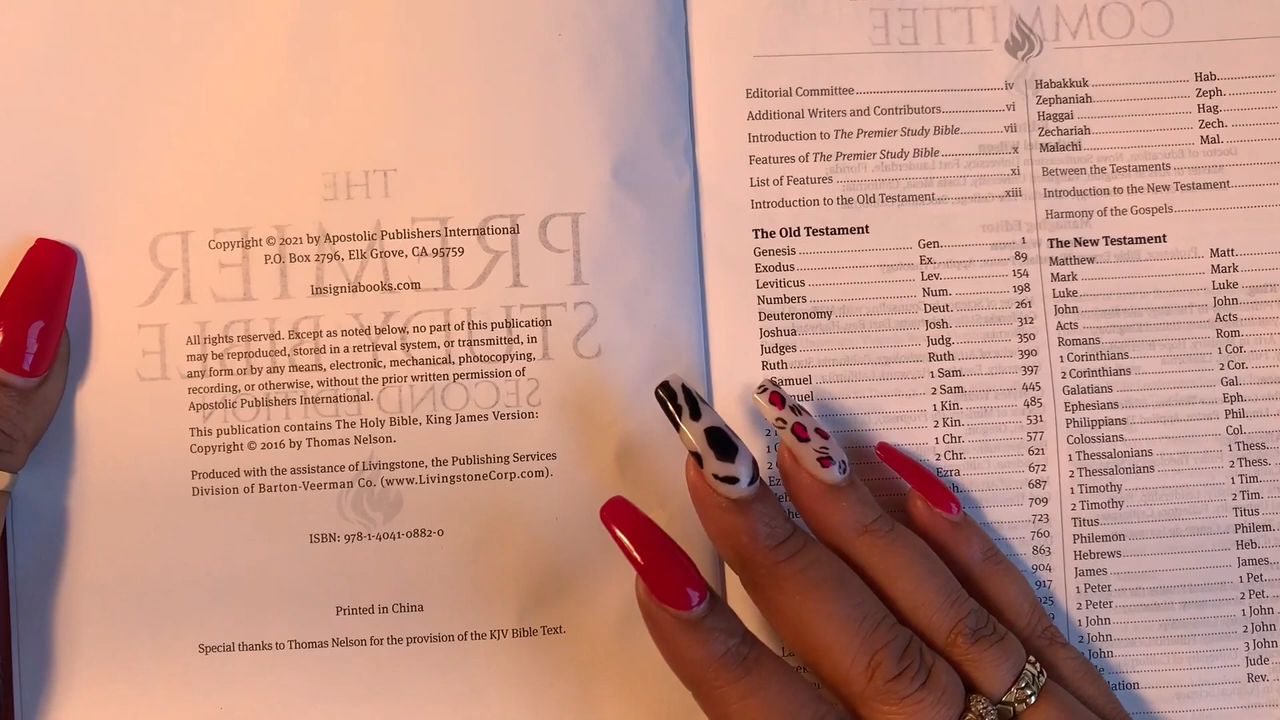 THE
PREMIER
STUDY BIBLE
SECOND EDITION
Copyright © 2021 by Apostolic Publishers International
P.O. Box 2796, Elk Grove, CA 95759
Insigniabooks.com
All rights reserved. Except as noted below, no part of this publication
may be reproduced, stored in a retrieval system, or transmitted, in
any form or by any means, electronic, mechanical, photocopying,
recording, or otherwise, without the prior written permission of
Apostolic Publishers International.
This publication contains The Holy Bible, King James Version:
Copyright © 2016 by Thomas Nelson.
Produced with the assistance of Livingstone, the Publishing Services
Division of Barton-Veerman Co. (www.LivingstoneCorp.com).
ISBN: 978-1-4041-0882-0
Printed in China
Special thanks to Thomas Nelson for the provision of the KJV Bible Text.
COMMITTEE
Editorial Committee iv
Additional Writers and Contributors vi
Introduction to The Premier Study Bible vii
Features of The Premier Study Bible x
List of Features xi
Introduction to the Old Testament xiii
The Old Testament
Genesis Gen. 1
Exodus Ex. 89
Leviticus Lev. 154
Numbers Num. 198
Deuteronomy Deut. 261
Joshua Josh. 312
Judges Judg. 350
Ruth Ruth 390
Samuel 1 Sam. 397
2 Sam. 445
1 Kin. 485
2 Kin. 531
1 Chr. 577
2 Chr. 621
Ezra 672
687
709
723
760
863
904
917
Habakkuk Hab.
Zephaniah Zeph.
Haggai Hag.
Zechariah Zech.
Malachi Mal.
Between the Testaments
Introduction to the New Testament
Harmony of the Gospels
The New Testament
Matthew Matt.
Mark Mark
Luke Luke
John John
Acts Acts
Romans Rom.
1 Corinthians 1 Cor.
2 Corinthians 2 Cor.
Galatians Gal.
Ephesians Eph.
Philippians Phil.
Colossians Col.
1 Thessalonians 1 Thess.
2 Thessalonians 2 Thess.
1 Timothy 1 Tim.
2 Timothy 2 Tim.
Titus Titus
Philemon Philem.
Hebrews Heb.
James James
1 Peter 1 Pet.
2 Peter 2 Pet.
1 John 1 John
2 John 2 John
John 3 John
Jude
Rev.